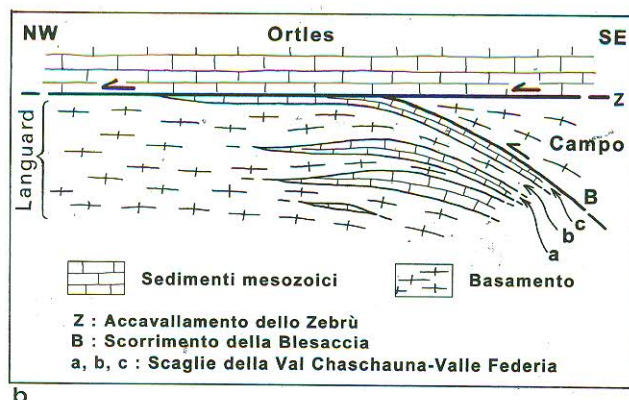 NW Ortles SE
Z
Campo
Languard
B
c
b
a
Sedimenti mesozoici Basamento
Z : Accavallamento dello Zebrù
B : Scorrimento della Blesaccia
a, b, c : Scaglie della Val Chaschauna-Valle Federia
b